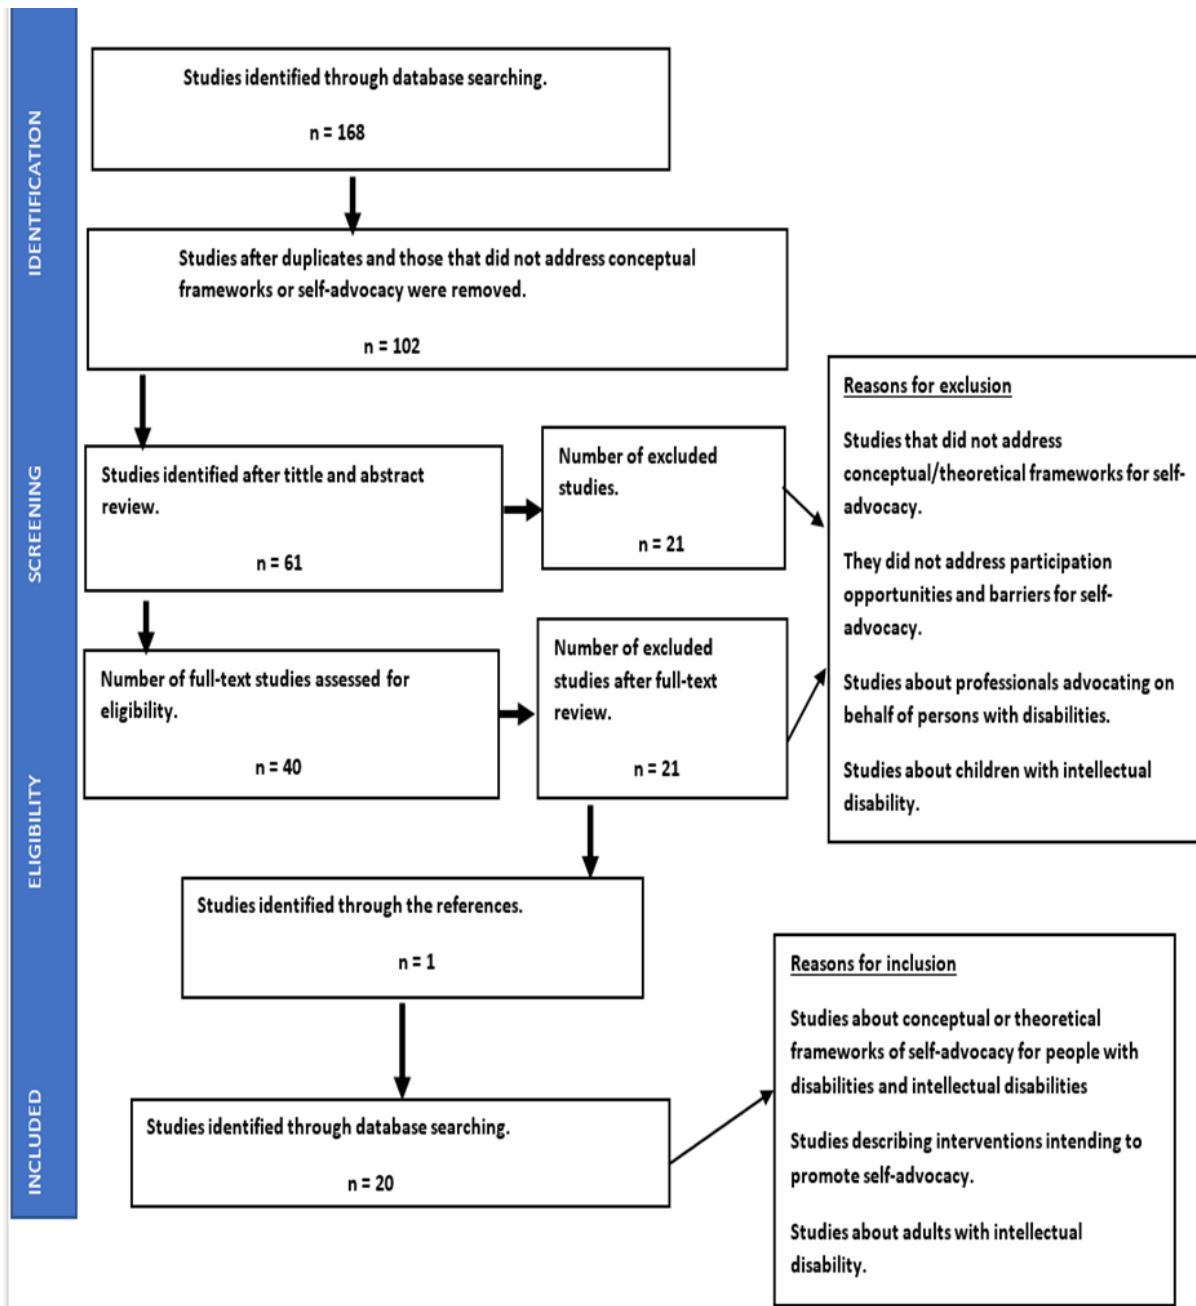 IDENTIFICATION
Studies identified through database searching.
n = 168
Studies after duplicates and those that did not address conceptual
frameworks or self-advocacy were removed.
n = 102
SCREENING
Studies identified after tittle and abstract
review.
n = 61
Number of excluded
studies.
n = 21
Reasons for exclusion
Studies that did not address
conceptual/theoretical frameworks for self-
advocacy.
They did not address participation
opportunities and barriers for self-
advocacy.
Studies about professionals advocating on
behalf of persons with disabilities.
Studies about children with intellectual
disability.
ELIGIBILITY
Number of full-text studies assessed for
eligibility.
n = 40
Number of excluded
studies after full-text
review.
n = 21
Studies identified through the references.
n = 1
INCLUDED
Studies identified through database searching.
n = 20
Reasons for inclusion
Studies about conceptual or theoretical
frameworks of self-advocacy for people with
disabilities and intellectual disabilities
Studies describing interventions intending to
promote self-advocacy.
Studies about adults with intellectual
disability.